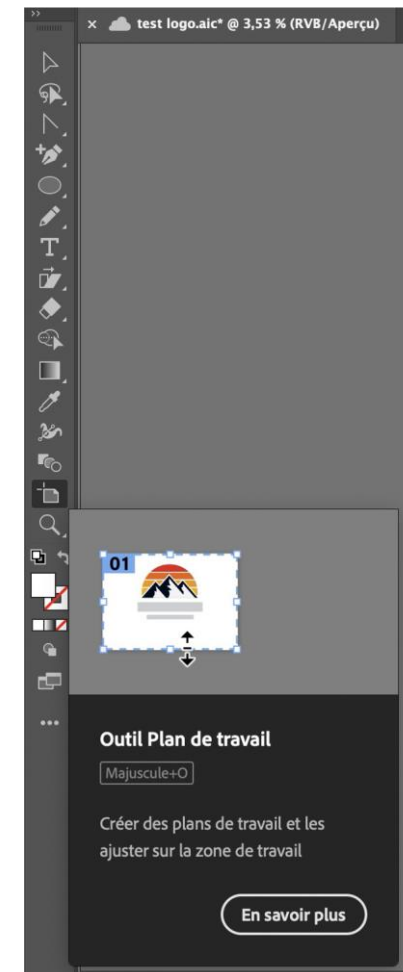 test logo.aic* @ 3,53 % (RVB/Aperçu)
01
Outil Plan de travail
Majuscule+O
Créer des plans de travail et les
ajuster sur la zone de travail
En savoir plus